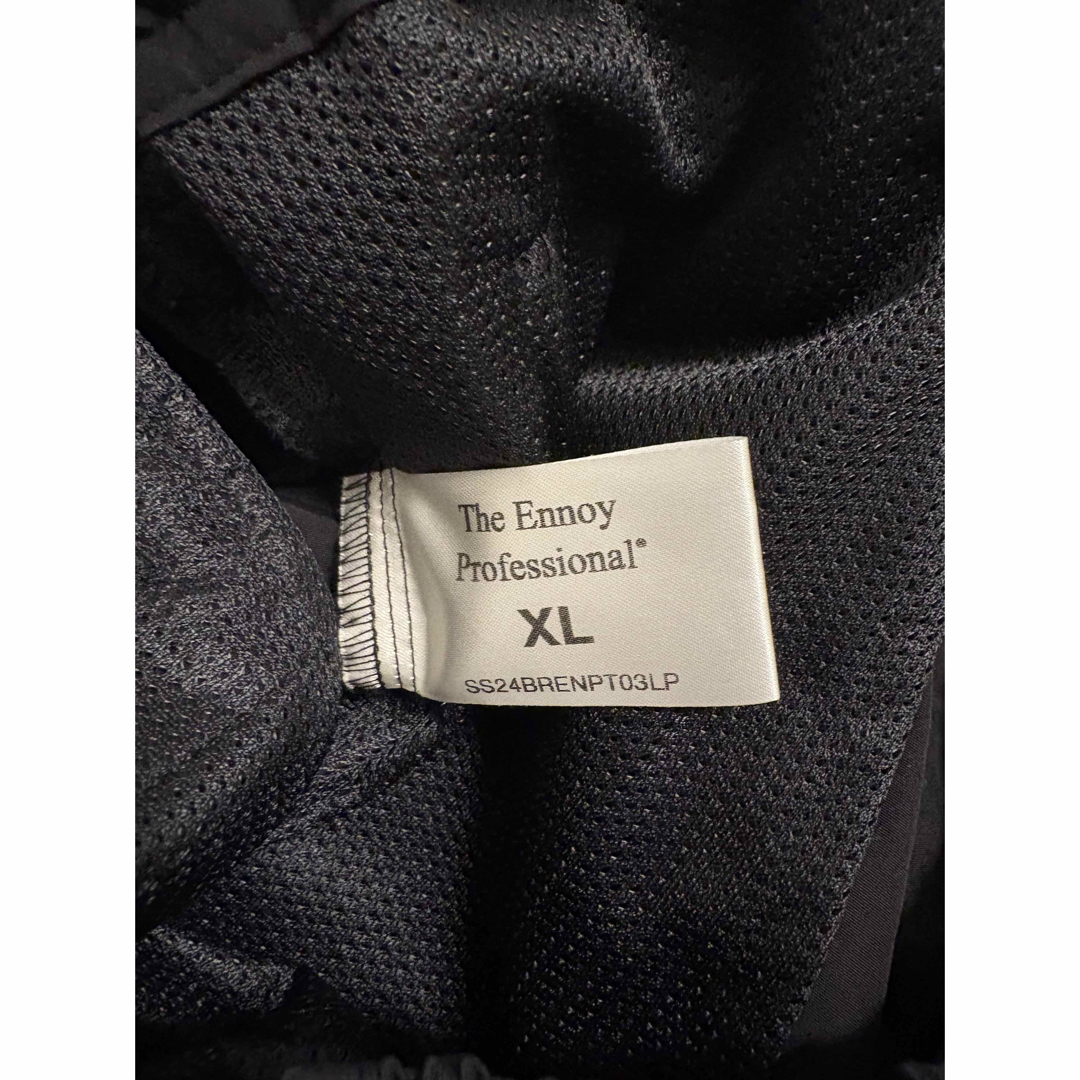 The Ennoy
Professional®
XL
SS24BRENPT03LP